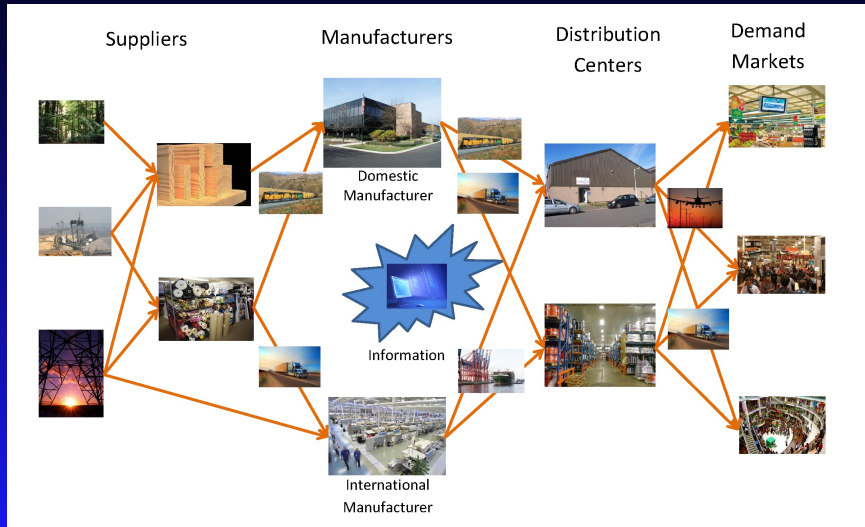 Suppliers
Manufacturers
Distribution
Centers
Demand
Markets
Domestic
Manufacturer
Information
International
Manufacturer